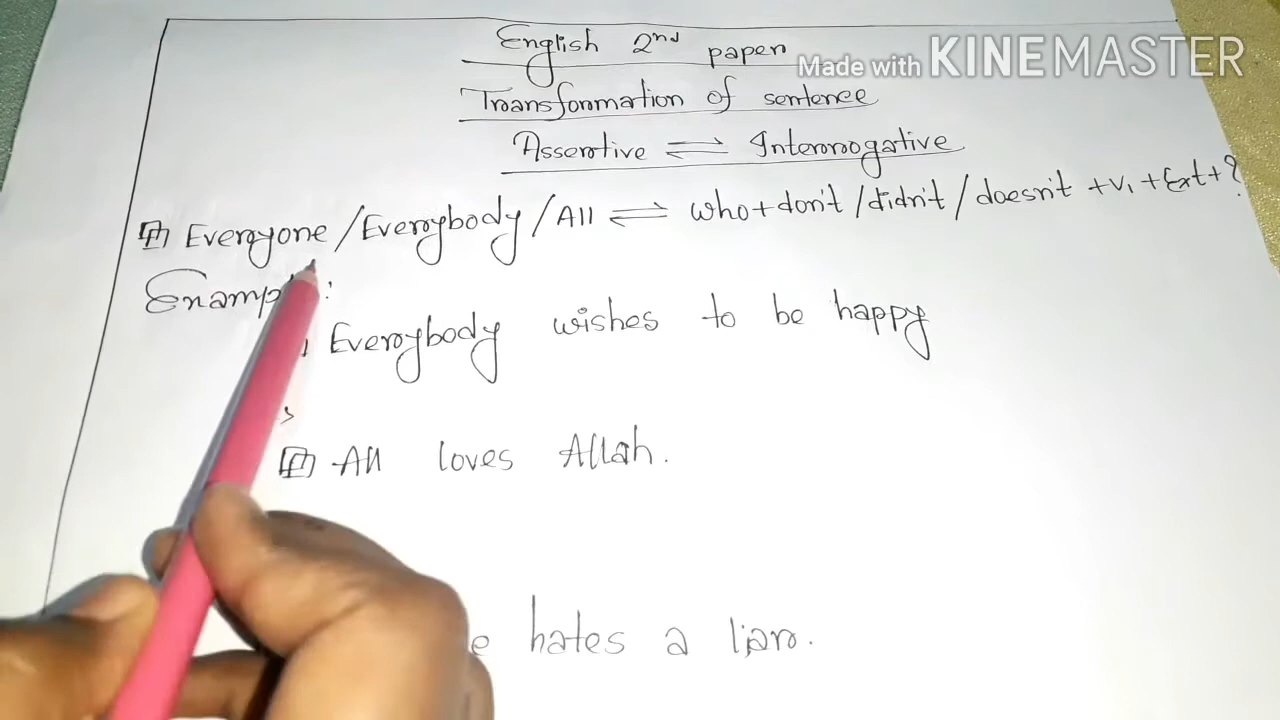 English 2nd paper
Made with KINEMASTER
Transformation of sentence
Assertive ⇌ Interrogative
Everyone/Everybody/All ⇌ who+don't/didn't/doesn't +V1+Ext+?
Everybody wishes to be happy
All loves Allah.
hates a liar.